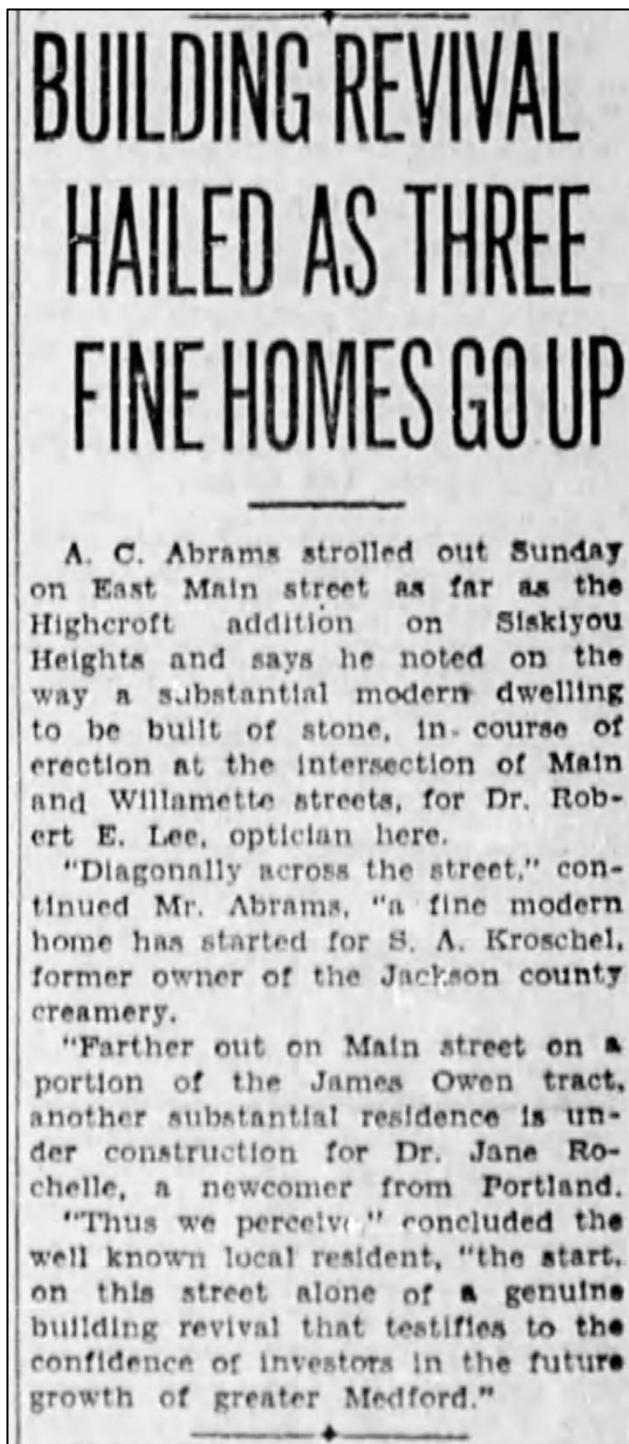 BUILDING REVIVAL
HAILED AS THREE
FINE HOMES GO UP
A. C. Abrams strolled out Sunday
on East Main street as far as the
Highcroft addition on Siskiyou
Heights and says he noted on the
way a substantial modern dwelling
to be built of stone, in course of
erection at the intersection of Main
and Willamette streets, for Dr. Rob-
ert E. Lee, optician here.
"Diagonally across the street," con-
tinued Mr. Abrams, "a fine modern
home has started for S. A. Kroschel,
former owner of the Jackson county
creamery.
"Farther out on Main street on a
portion of the James Owen tract,
another substantial residence is un-
der construction for Dr. Jane Ro-
chelle, a newcomer from Portland.
"Thus we perceive," concluded the
well known local resident, "the start,
on this street alone of a genuine
building revival that testifies to the
confidence of investors in the future
growth of greater Medford."